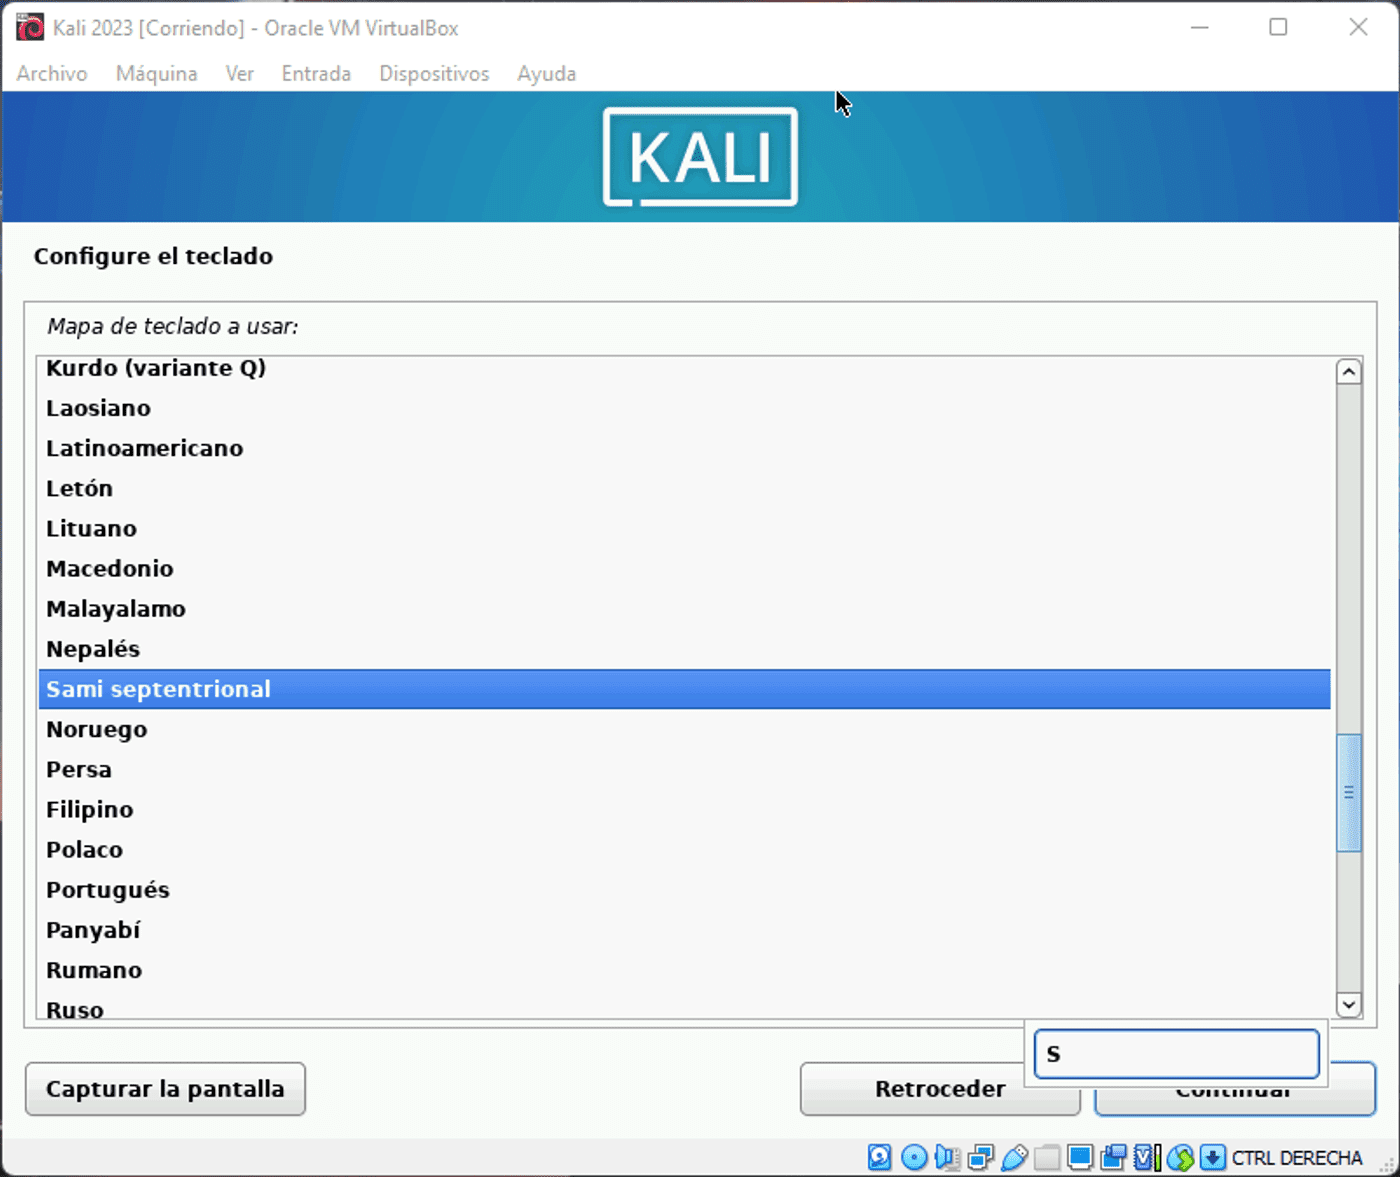 Kali 2023 [Corriendo] - Oracle VM VirtualBox
Archivo Máquina Ver Entrada Dispositivos Ayuda
KALI
Configure el teclado
Mapa de teclado a usar:
Kurdo (variante Q)
Laosiano
Latinoamericano
Letón
Lituano
Macedonio
Malayalamo
Nepalés
Sami septentrional
Noruego
Persa
Filipino
Polaco
Portugués
Panyabí
Rumano
Ruso
S
Capturar la pantalla Retroceder Continuar
CTRL DERECHA